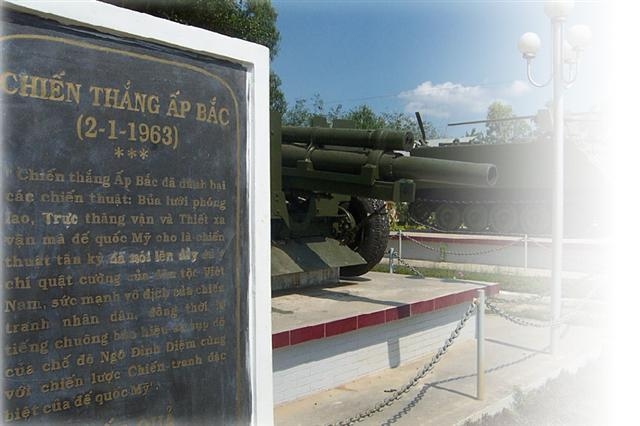 CHIẾN THẮNG ẤP BẮC
(2-1-1963)
***
"Chiến thắng Ấp Bắc đã đánh bại
các chiến thuật: Bủa lưới phóng
lao, Trực thăng vận và Thiết xa
vận mà đế quốc Mỹ cho là chiến
thuật tân kỳ, đã nói lên đầy đủ ý
chí quật cường của dân tộc Việt
Nam, sức mạnh vô địch của chiến
tranh nhân dân, đồng thời là
tiếng chuông báo hiệu sự sụp đổ
của chế độ Ngô Đình Diệm cùng
với chiến lược Chiến tranh đặc
biệt của đế quốc Mỹ".
QUẢ